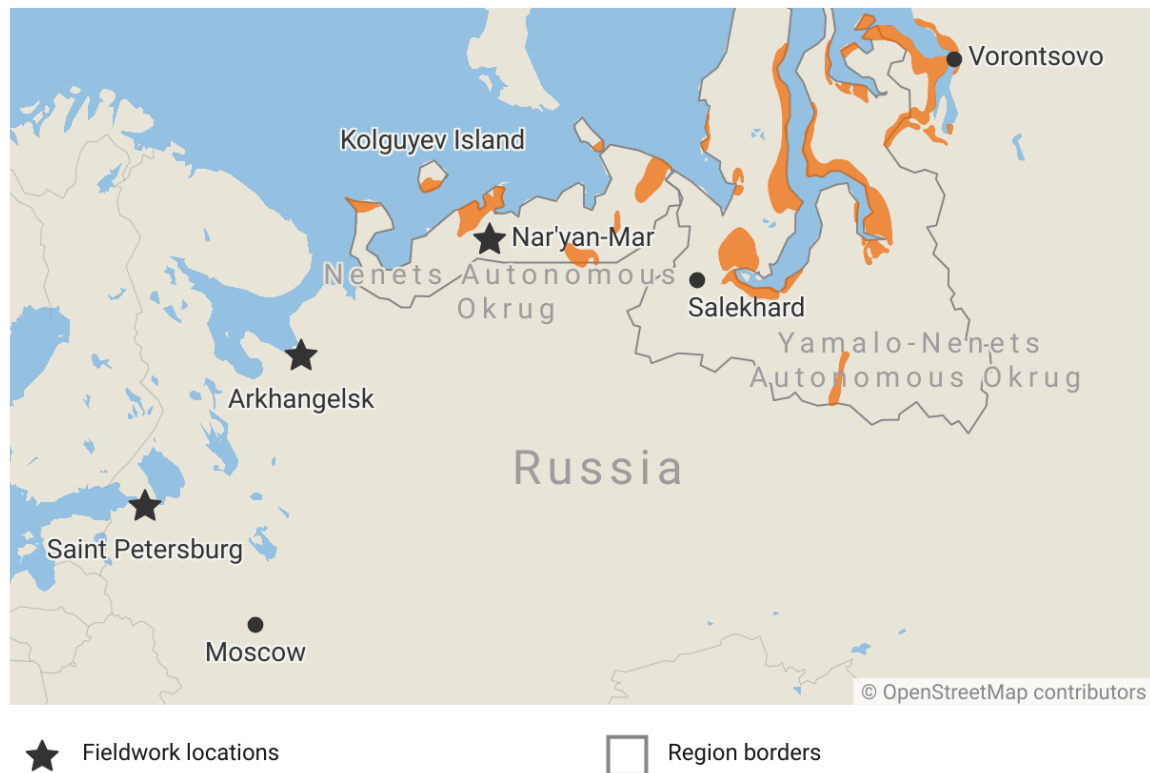 Vorontsovo
Kolguyev Island
Nar'yan-Mar
Nenets Autonomous
Okrug
Salekhard
Yamalo-Nenets
Autonomous Okrug
Arkhangelsk
Russia
Saint Petersburg
Moscow
© OpenStreetMap contributors
Fieldwork locations
Region borders